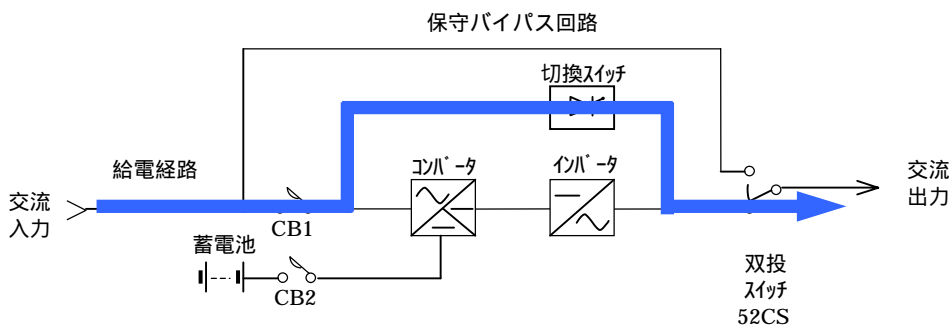 保守バイパス回路
切換スイッチ
給電経路
コンバータ
インバータ
交流
入力
交流
出力
CB1
蓄電池
CB2
双投
スイッチ
52CS